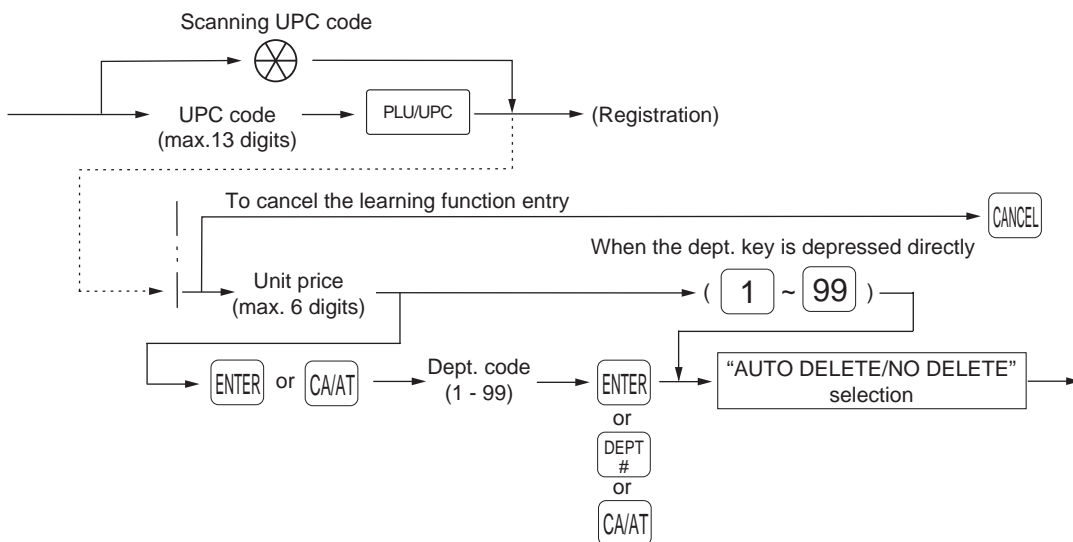 Scanning UPC code
UPC code
(max.13 digits)
PLU/UPC
(Registration)
To cancel the learning function entry
CANCEL
When the dept. key is depressed directly
Unit price
(max. 6 digits)
( 1 ~ 99 )
ENTER or CA/AT
Dept. code
(1 - 99)
ENTER
or
DEPT
#
or
CA/AT
“AUTO DELETE/NO DELETE”
selection